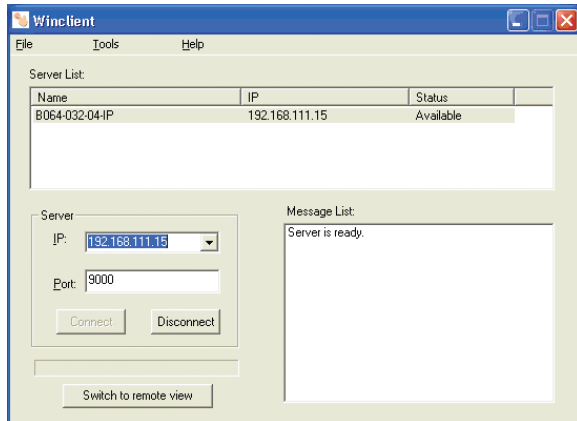 Winclient
File Tools Help
Server List:
Name IP Status
B064-032-04-IP 192.168.111.15 Available
Server
IP: 192.168.111.15
Port: 9000
Connect Disconnect
Switch to remote view
Message List:
Server is ready.